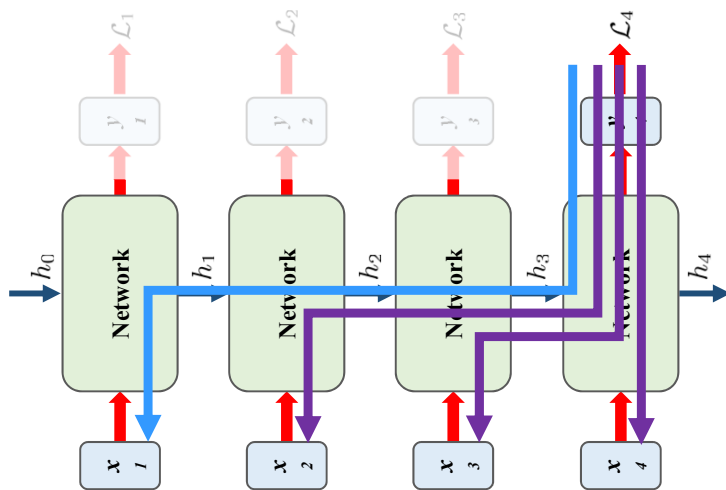 ℒ₁ ℒ₂ ℒ₃ ℒ₄
y₁ y₂ y₃ y₄
h₀ h₁ h₂ h₃ h₄
Network Network Network Network
x₁ x₂ x₃ x₄